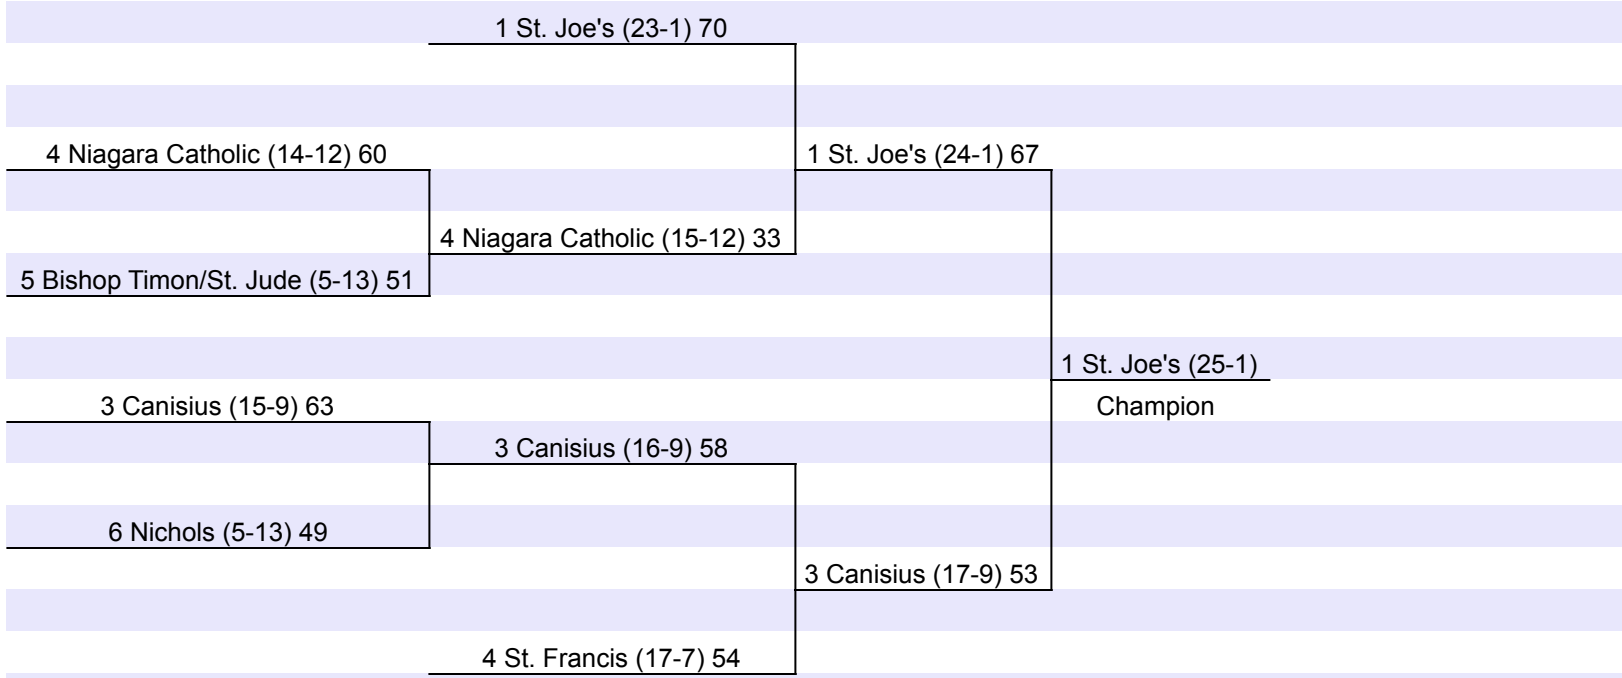 1 St. Joe's (23-1) 70
4 Niagara Catholic (14-12) 60
1 St. Joe's (24-1) 67
4 Niagara Catholic (15-12) 33
5 Bishop Timon/St. Jude (5-13) 51
1 St. Joe's (25-1)
3 Canisius (15-9) 63
Champion
3 Canisius (16-9) 58
6 Nichols (5-13) 49
3 Canisius (17-9) 53
4 St. Francis (17-7) 54